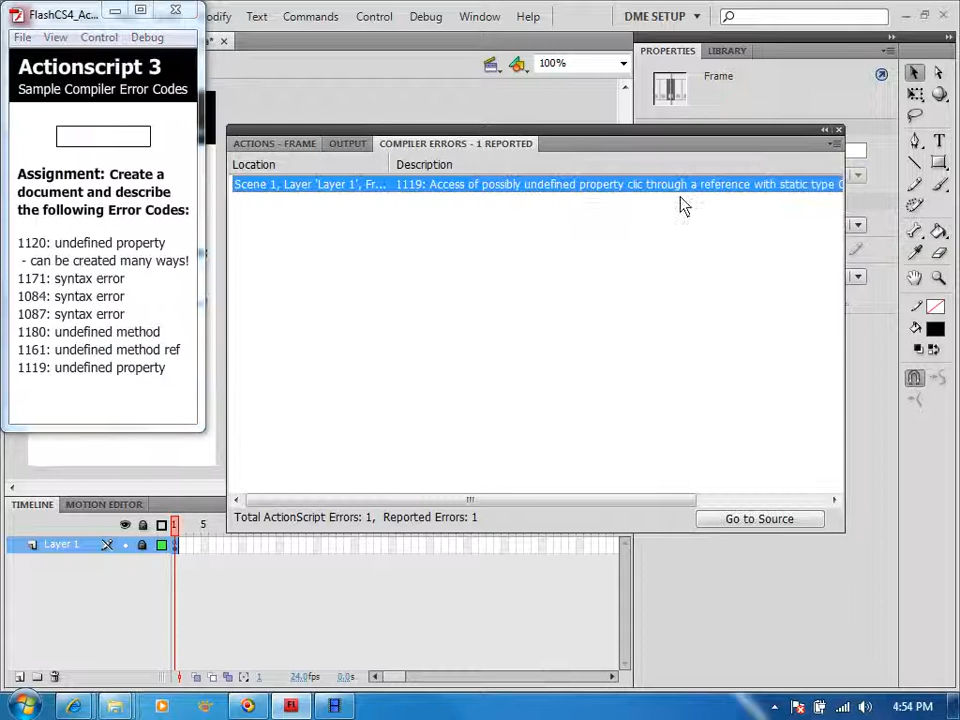 FlashCS4_Ac...
odify Text Commands Control Debug Window Help
DME SETUP
File View Control Debug
100%
PROPERTIES LIBRARY
Frame
Actionscript 3
Sample Compiler Error Codes
Assignment: Create a
document and describe
the following Error Codes:
1120: undefined property
- can be created many ways!
1171: syntax error
1084: syntax error
1087: syntax error
1180: undefined method
1161: undefined method ref
1119: undefined property
ACTIONS - FRAME OUTPUT COMPILER ERRORS - 1 REPORTED
Location Description
Scene 1, Layer 'Layer 1', Fr... 1119: Access of possibly undefined property clic through a reference with static type
Total ActionScript Errors: 1, Reported Errors: 1
Go to Source
TIMELINE MOTION EDITOR
1 5
Layer 1
1 24.0fps 0.0s
4:54 PM